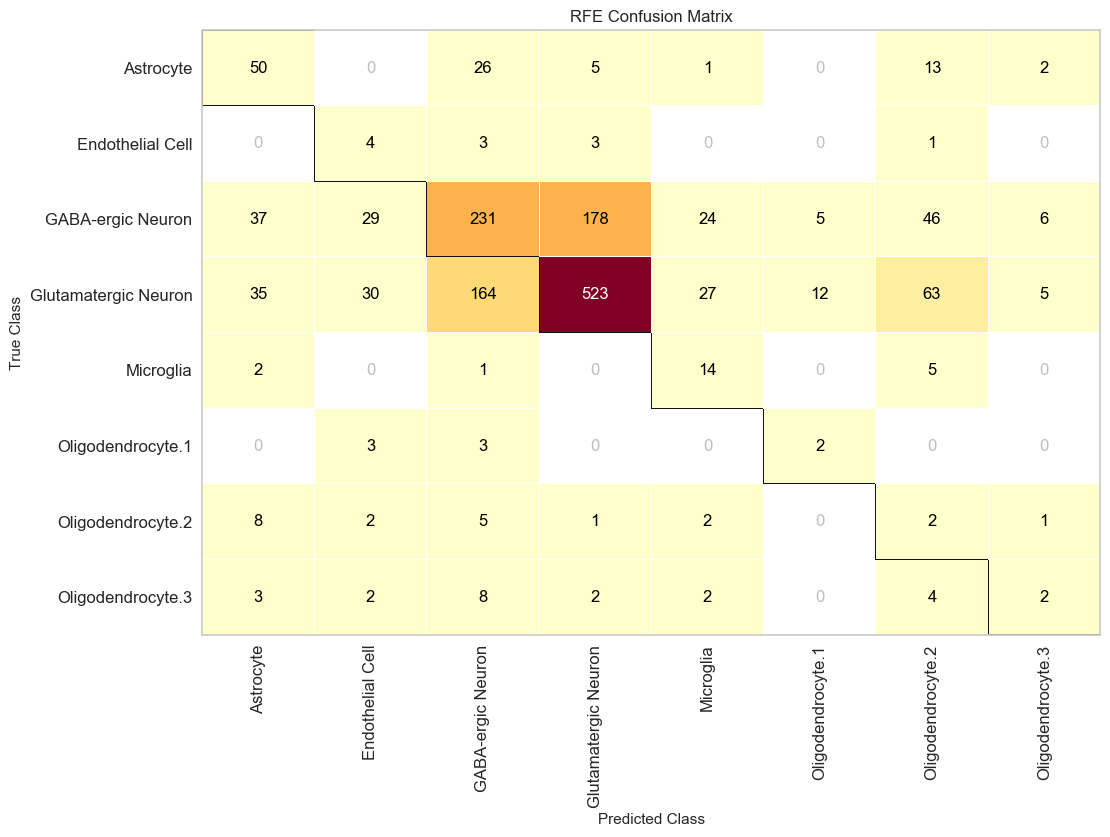 RFE Confusion Matrix
True Class
Astrocyte 50 0 26 5 1 0 13 2
Endothelial Cell 0 4 3 3 0 0 1 0
GABA-ergic Neuron 37 29 231 178 24 5 46 6
Glutamatergic Neuron 35 30 164 523 27 12 63 5
Microglia 2 0 1 0 14 0 5 0
Oligodendrocyte.1 0 3 3 0 0 2 0 0
Oligodendrocyte.2 8 2 5 1 2 0 2 1
Oligodendrocyte.3 3 2 8 2 2 0 4 2
Astrocyte
Endothelial Cell
GABA-ergic Neuron
Glutamatergic Neuron
Microglia
Oligodendrocyte.1
Oligodendrocyte.2
Oligodendrocyte.3
Predicted Class